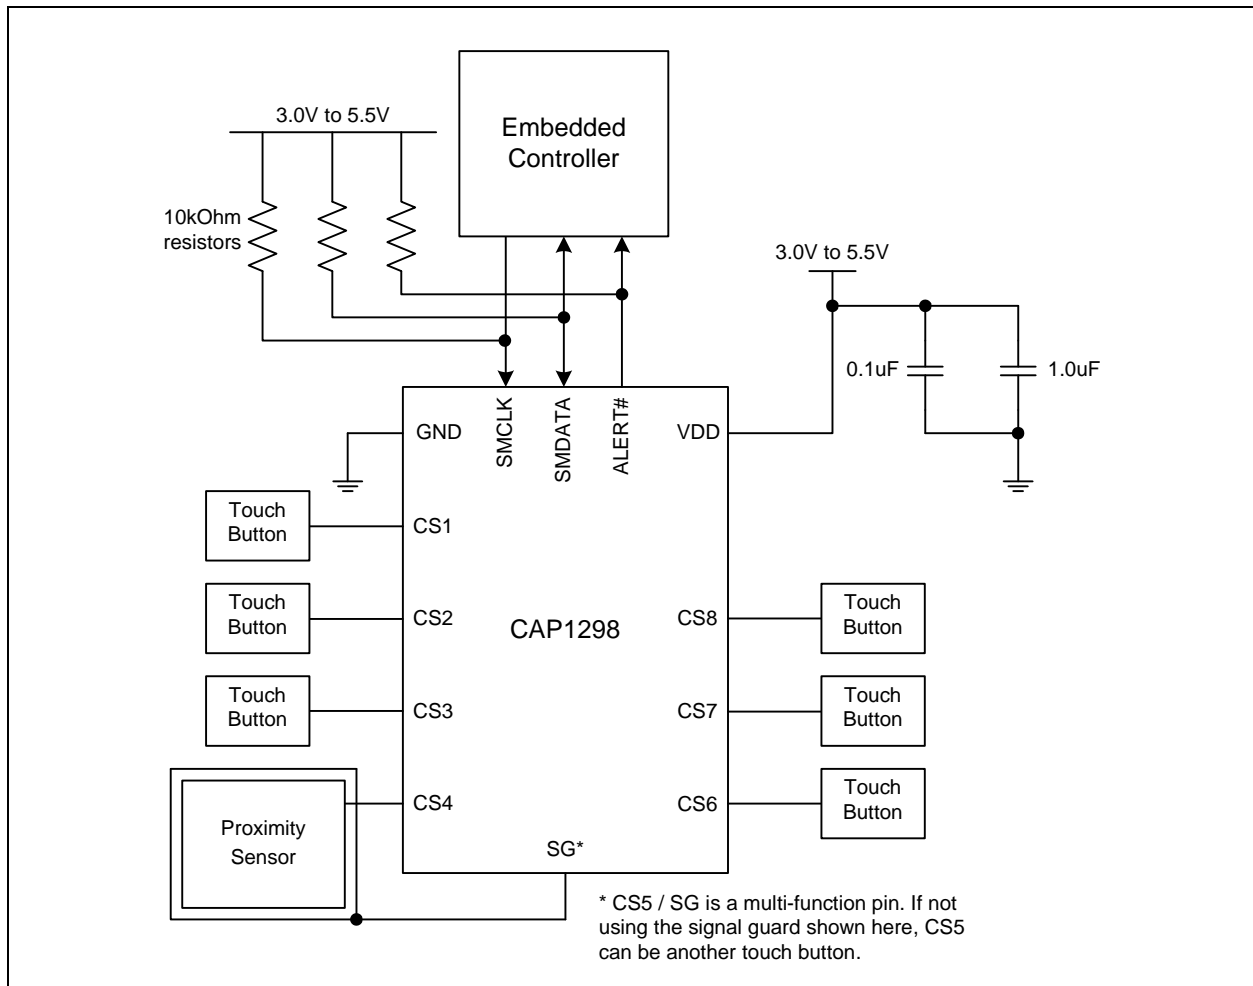 3.0V to 5.5V
Embedded
Controller
10kOhm
resistors
3.0V to 5.5V
0.1uF
1.0uF
GND
SMCLK
SMDATA
ALERT#
VDD
Touch
Button
CS1
Touch
Button
CS2
CAP1298
CS8
Touch
Button
Touch
Button
CS3
CS7
Touch
Button
Proximity
Sensor
CS4
CS6
Touch
Button
SG*
* CS5 / SG is a multi-function pin. If not
using the signal guard shown here, CS5
can be another touch button.